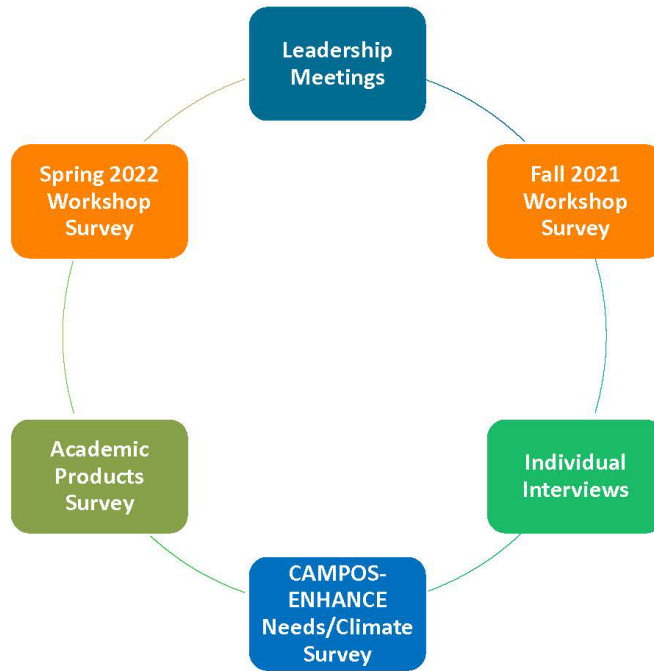 Leadership
Meetings
Fall 2021
Workshop
Survey
Individual
Interviews
CAMPOS-
ENHANCE
Needs/Climate
Survey
Academic
Products
Survey
Spring 2022
Workshop
Survey